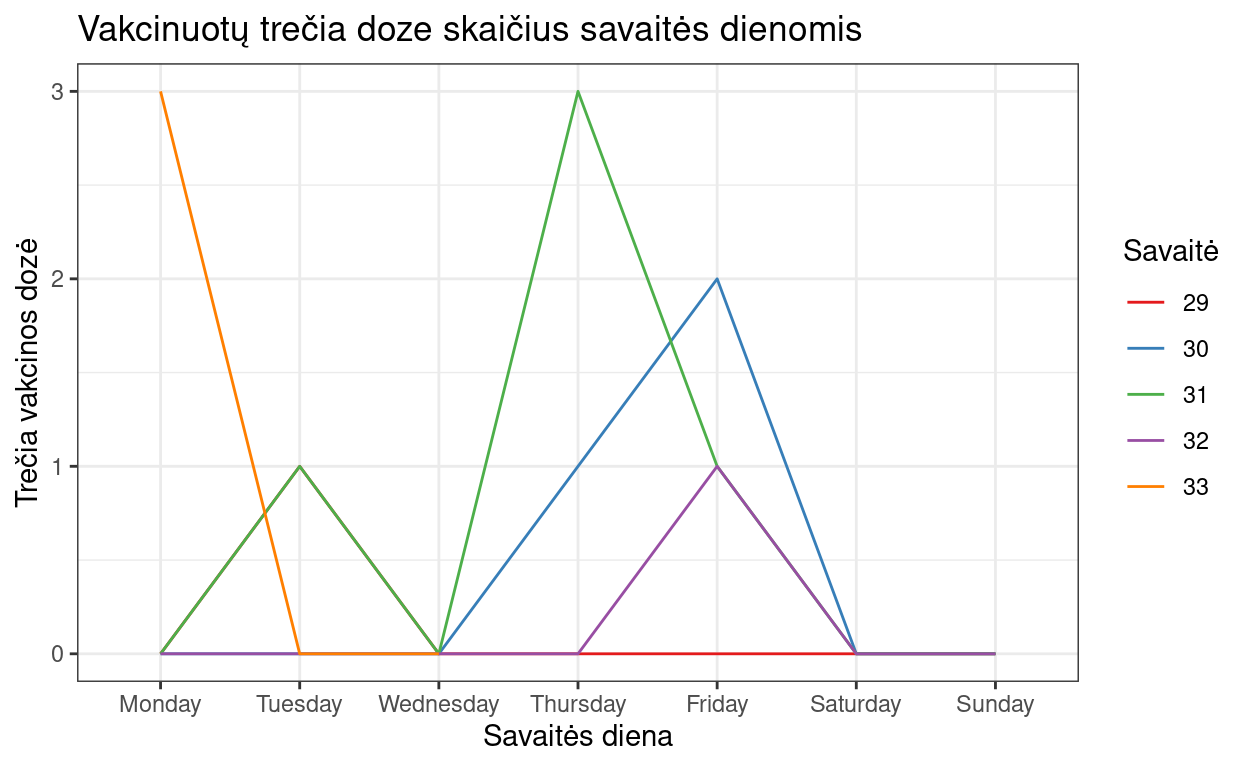 Vakcinuotų trečia doze skaičius savaitės dienomis
Trečia vakcinos dozė
3
2
1
0
Monday
Tuesday
Wednesday
Thursday
Friday
Saturday
Sunday
Savaitės diena
Savaitė
29
30
31
32
33